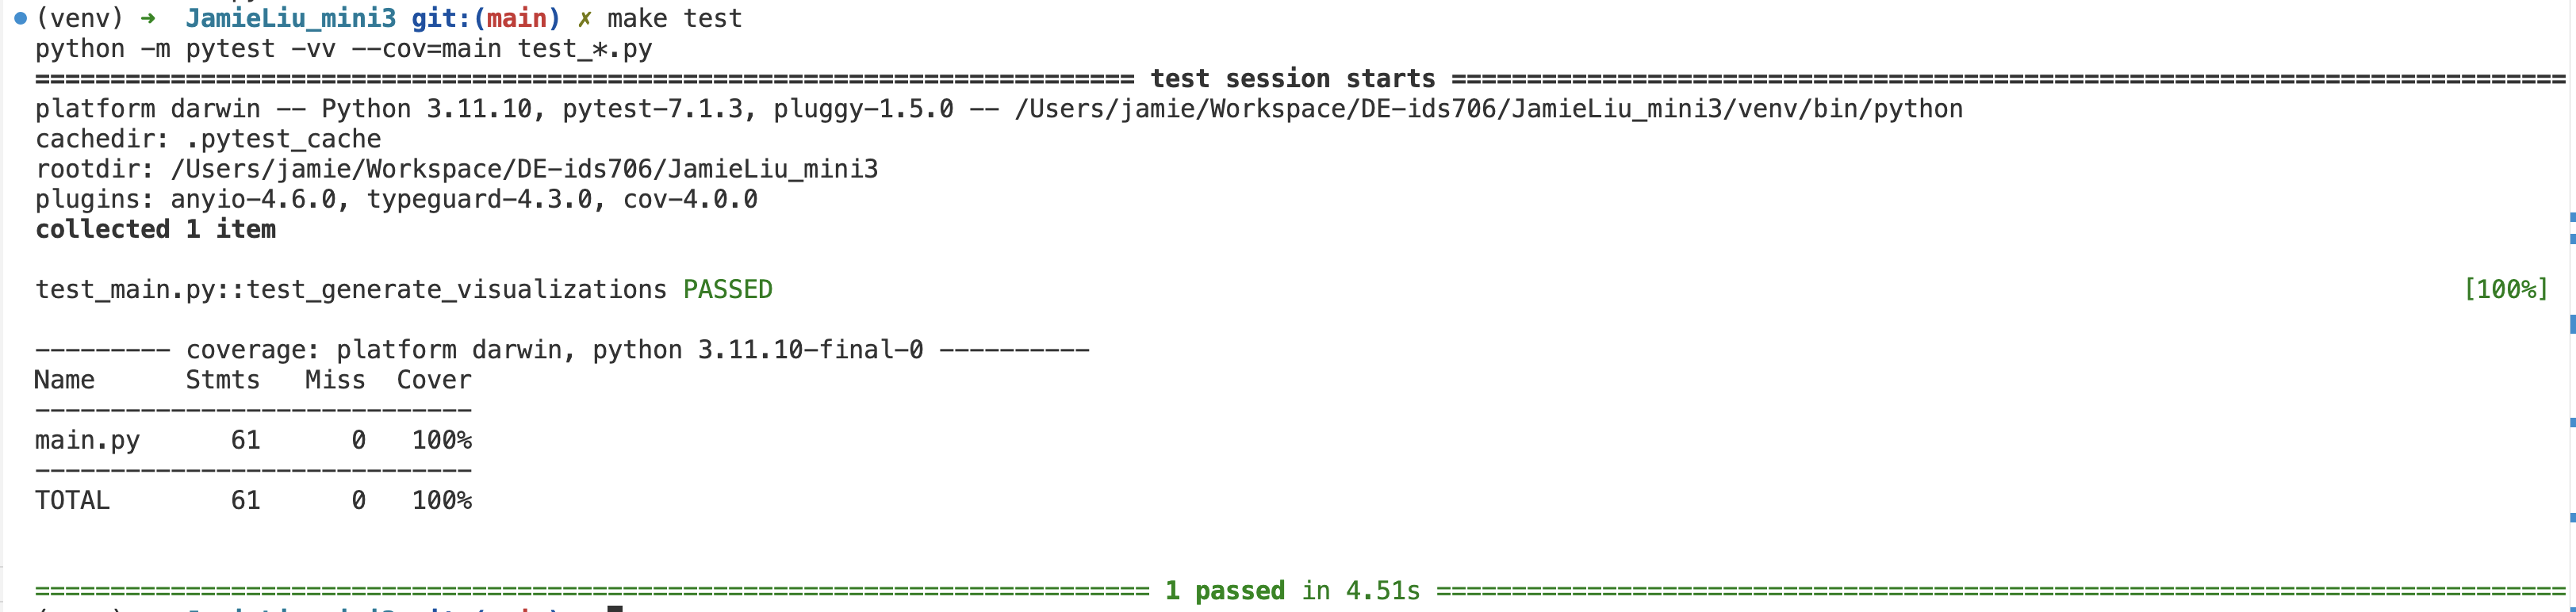 (venv) ➜ JamieLiu_mini3 git:(main) ✗ make test
python -m pytest -vv --cov=main test_*.py
============================= test session starts =============================
platform darwin -- Python 3.11.10, pytest-7.1.3, pluggy-1.5.0 -- /Users/jamie/Workspace/DE-ids706/JamieLiu_mini3/venv/bin/python
cachedir: .pytest_cache
rootdir: /Users/jamie/Workspace/DE-ids706/JamieLiu_mini3
plugins: anyio-4.6.0, typeguard-4.3.0, cov-4.0.0
collected 1 item
test_main.py::test_generate_visualizations PASSED [100%]
--------- coverage: platform darwin, python 3.11.10-final-0 ----------
Name Stmts Miss Cover
-----------------------------
main.py 61 0 100%
-----------------------------
TOTAL 61 0 100%
============================= 1 passed in 4.51s =============================